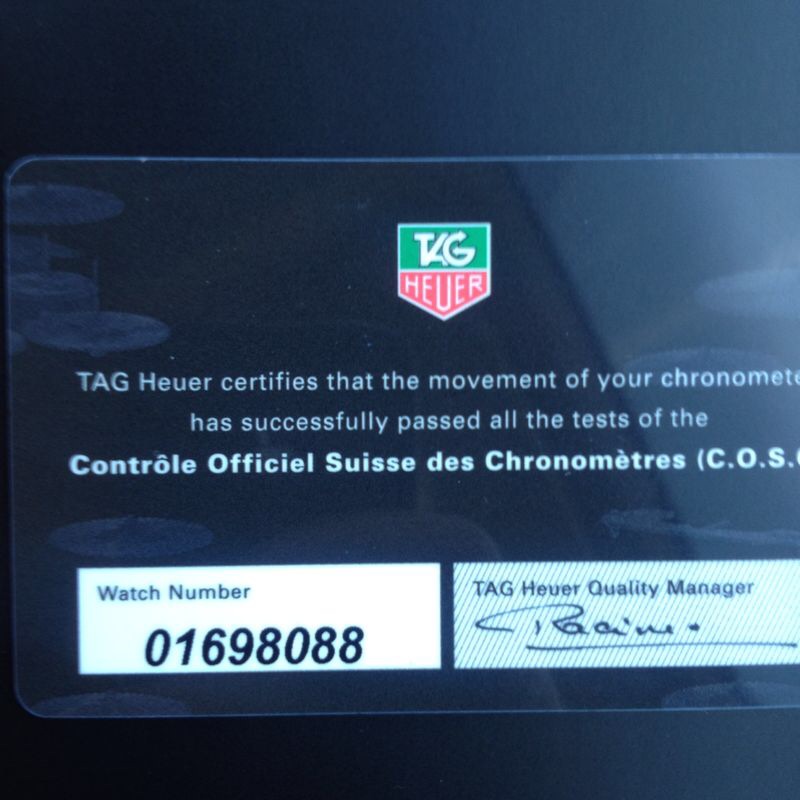 TAG
HEUER
TAG Heuer certifies that the movement of your chronomete
has successfully passed all the tests of the
Contrôle Officiel Suisse des Chronomètres (C.O.S.
Watch Number
01698088
TAG Heuer Quality Manager
Racine